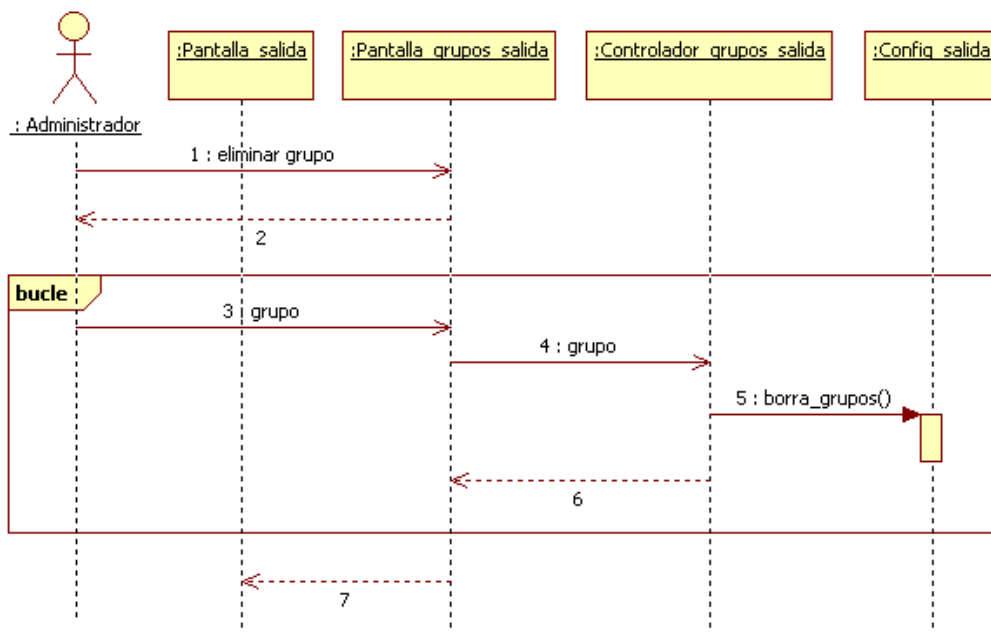 :Pantalla_salida
:Pantalla_grupos_salida
:Controlador_grupos_salida
:Config_salida
: Administrador
1 : eliminar grupo
2
bucle
3 : grupo
4 : grupo
5 : borra_grupos()
6
7